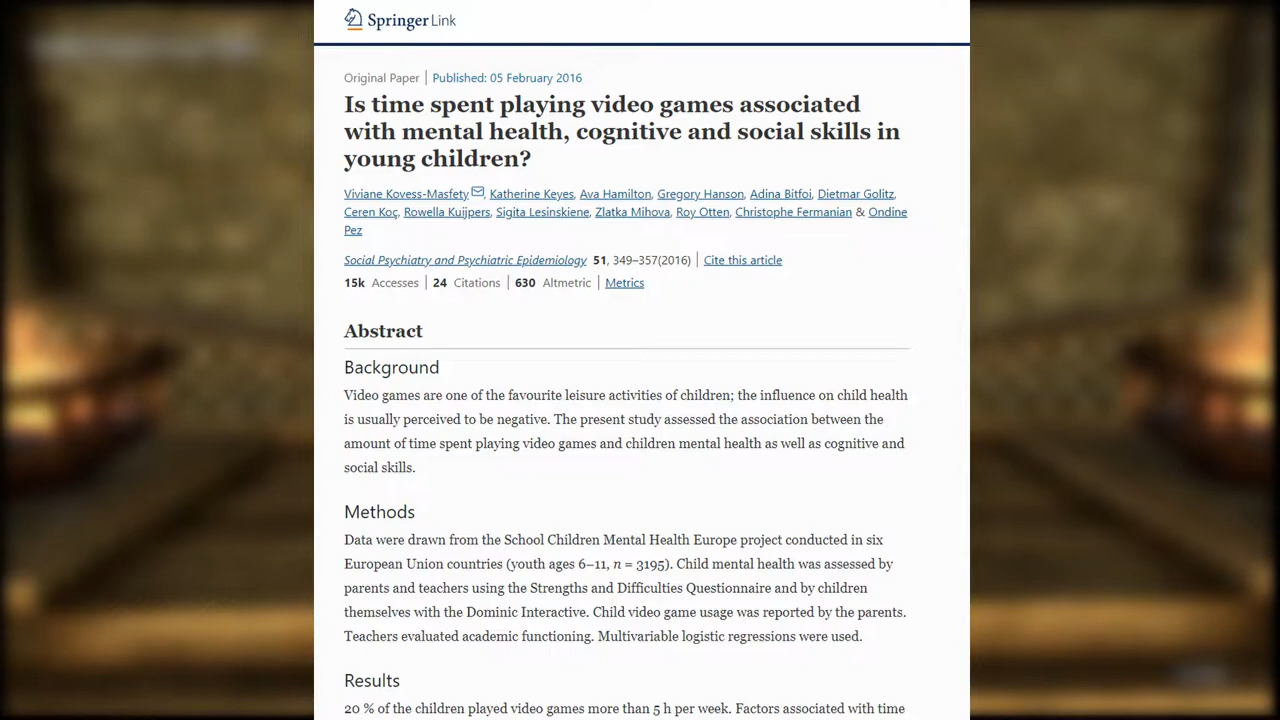 Springer Link
Original Paper | Published: 05 February 2016
Is time spent playing video games associated
with mental health, cognitive and social skills in
young children?
Viviane Kovess-Masfety, Katherine Keyes, Ava Hamilton, Gregory Hanson, Adina Bitfoi, Dietmar Golitz,
Ceren Koç, Rowella Kuijpers, Sigita Lesinskiene, Zlatka Mihova, Roy Otten, Christophe Fermanian & Ondine
Pez
Social Psychiatry and Psychiatric Epidemiology 51, 349–357(2016) | Cite this article
15k Accesses | 24 Citations | 630 Altmetric | Metrics
Abstract
Background
Video games are one of the favourite leisure activities of children; the influence on child health
is usually perceived to be negative. The present study assessed the association between the
amount of time spent playing video games and children mental health as well as cognitive and
social skills.
Methods
Data were drawn from the School Children Mental Health Europe project conducted in six
European Union countries (youth ages 6–11, n = 3195). Child mental health was assessed by
parents and teachers using the Strengths and Difficulties Questionnaire and by children
themselves with the Dominic Interactive. Child video game usage was reported by the parents.
Teachers evaluated academic functioning. Multivariable logistic regressions were used.
Results
20 % of the children played video games more than 5 h per week. Factors associated with time